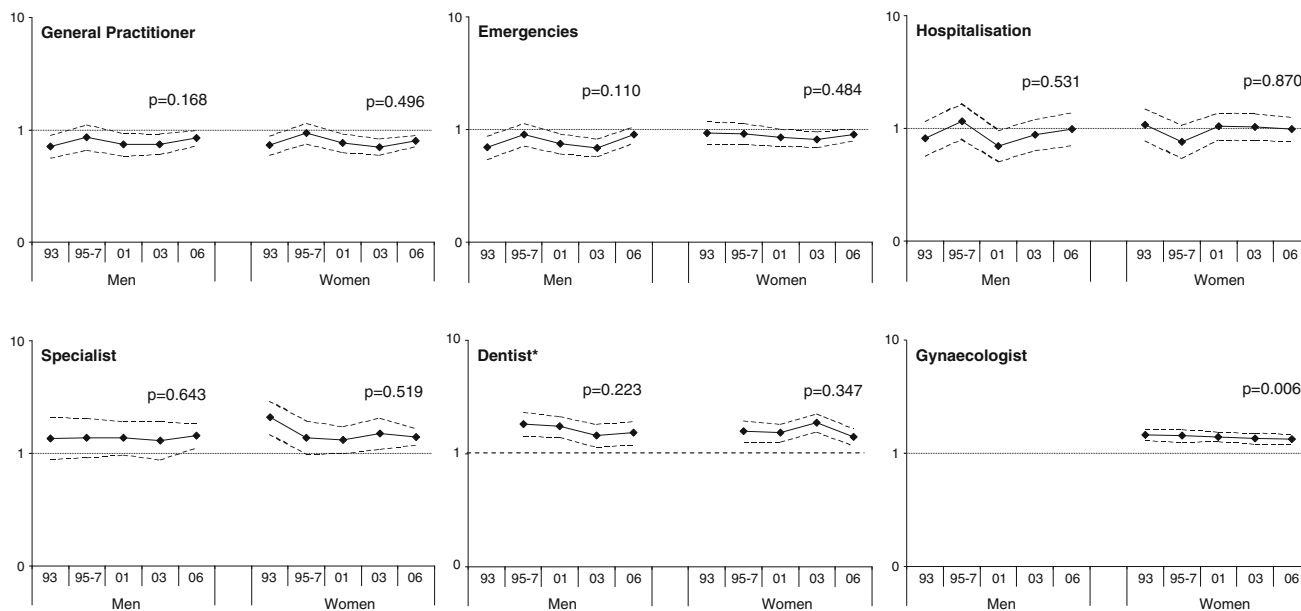 10
General Practitioner
p=0.168
p=0.496
1
0
93 95-7 01 03 06 93 95-7 01 03 06
Men Women
10
Emergencies
p=0.110
p=0.484
1
0
93 95-7 01 03 06 93 95-7 01 03 06
Men Women
10
Hospitalisation
p=0.531
p=0.870
1
0
93 95-7 01 03 06 93 95-7 01 03 06
Men Women
10
Specialist
p=0.643
p=0.519
1
0
93 95-7 01 03 06 93 95-7 01 03 06
Men Women
10
Dentist*
p=0.223
p=0.347
1
0
93 95-7 01 03 06 93 95-7 01 03 06
Men Women
10
Gynaecologist
p=0.006
1
0
93 95-7 01 03 06 93 95-7 01 03 06
Men Women